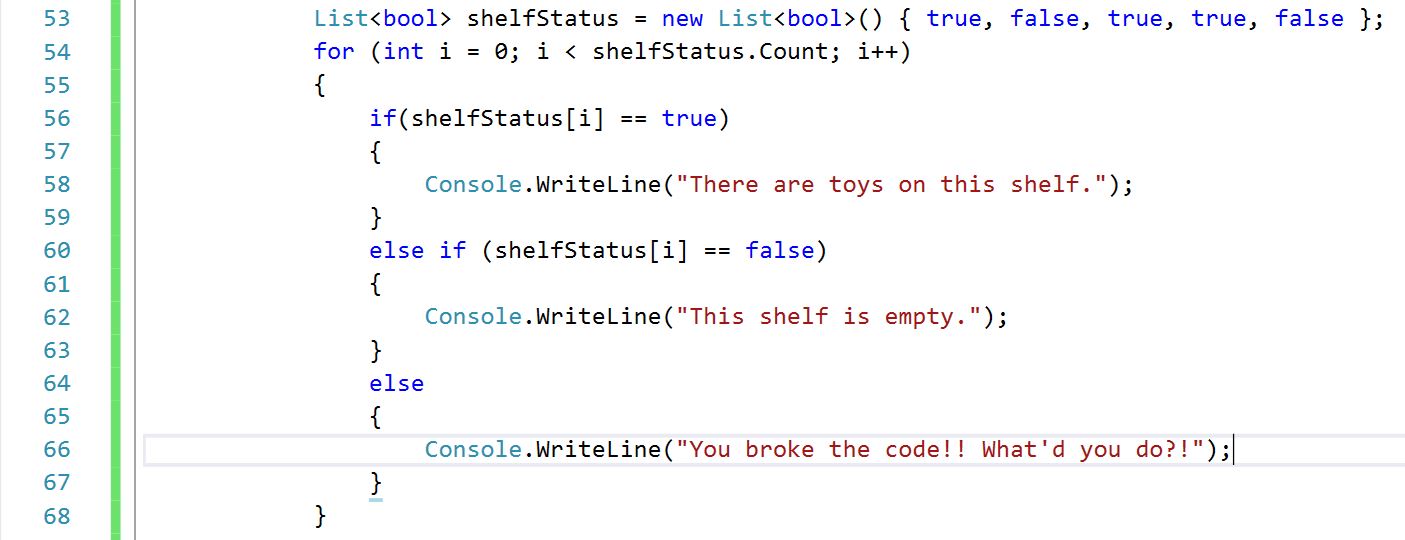 53 List<bool> shelfStatus = new List<bool>() { true, false, true, true, false };
54 for (int i = 0; i < shelfStatus.Count; i++)
55 {
56 if(shelfStatus[i] == true)
57 {
58 Console.WriteLine("There are toys on this shelf.");
59 }
60 else if (shelfStatus[i] == false)
61 {
62 Console.WriteLine("This shelf is empty.");
63 }
64 else
65 {
66 Console.WriteLine("You broke the code!! What'd you do?!");
67 }
68 }